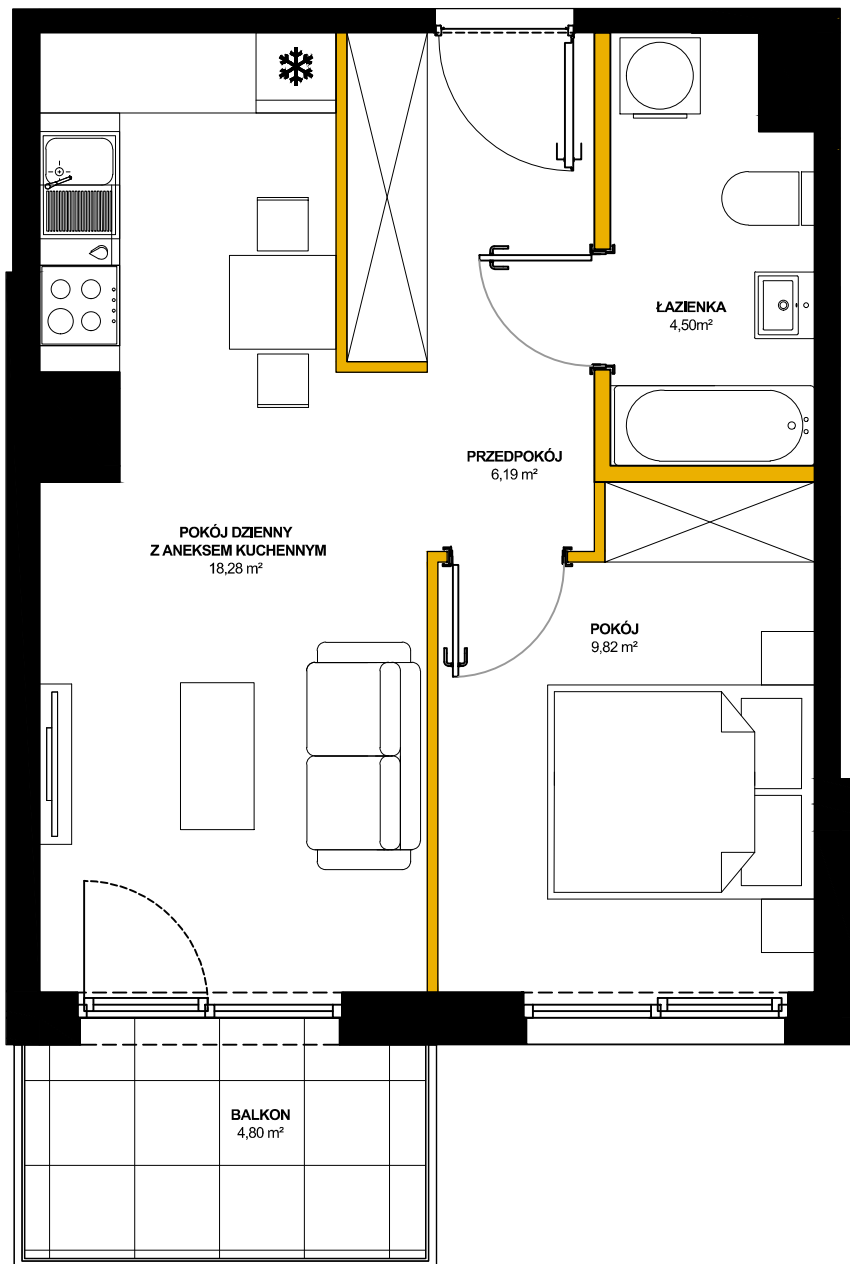 ŁAZIENKA
4,50m²
PRZEDPOKÓJ
6,19 m²
POKÓJ DZIENNY
Z ANEKSEM KUCHENNYM
18,28 m²
POKÓJ
9,82 m²
BALKON
4,80 m²